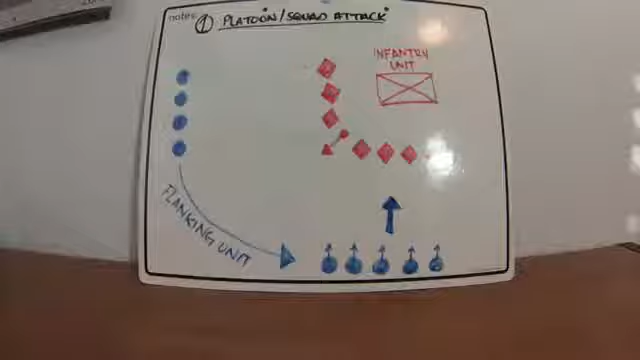 notes:
① PLATOON/SQUAD ATTACK
INFANTRY
UNIT
FLANKING UNIT